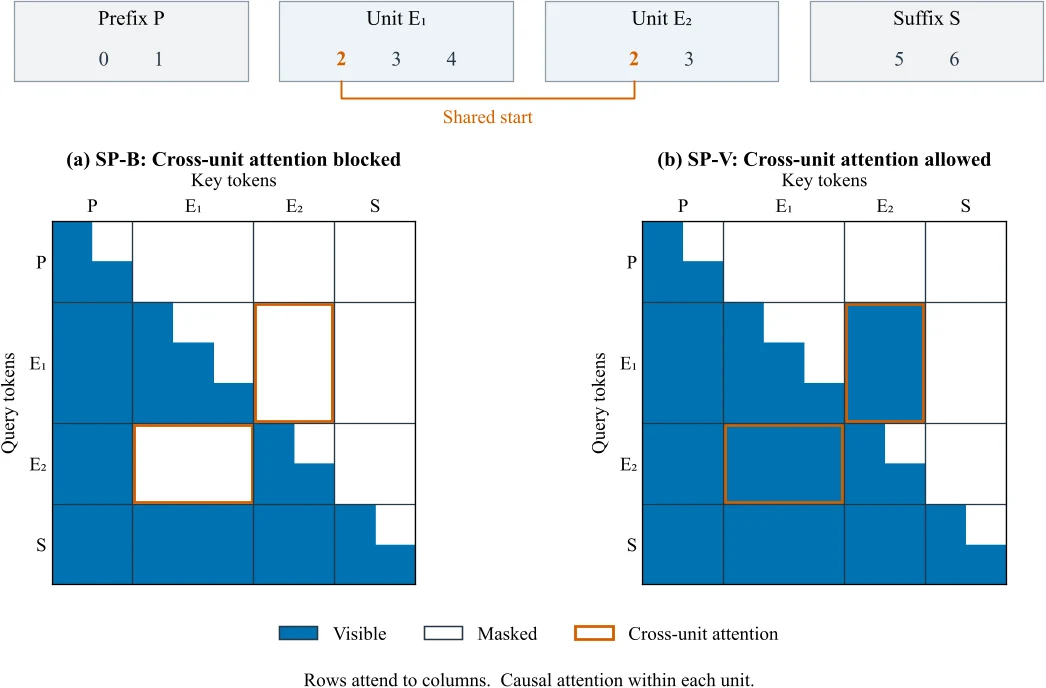 Prefix P
0 1
Unit E₁
2 3 4
Unit E₂
2 3
Suffix S
5 6
Shared start
(a) SP-B: Cross-unit attention blocked
Key tokens
P E₁ E₂ S
Query tokens
P
E₁
E₂
S
(b) SP-V: Cross-unit attention allowed
Key tokens
P E₁ E₂ S
Query tokens
P
E₁
E₂
S
Visible Masked Cross-unit attention
Rows attend to columns. Causal attention within each unit.